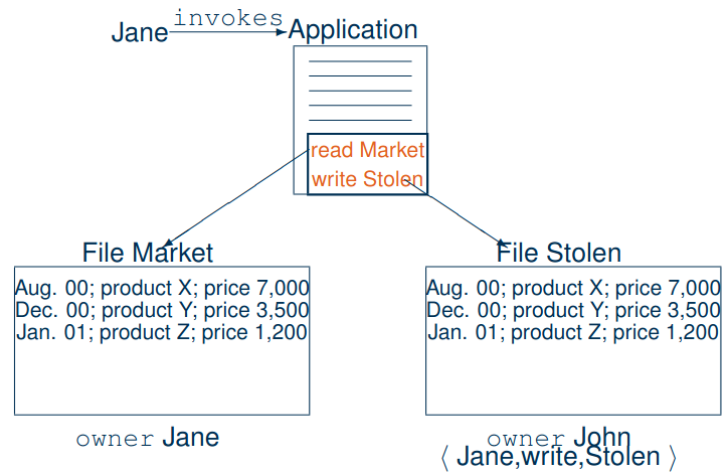 invokes
Jane Application
read Market
write Stolen
File Market
Aug. 00; product X; price 7,000
Dec. 00; product Y; price 3,500
Jan. 01; product Z; price 1,200
owner Jane
File Stolen
Aug. 00; product X; price 7,000
Dec. 00; product Y; price 3,500
Jan. 01; product Z; price 1,200
owner John
⟨ Jane,write,Stolen ⟩